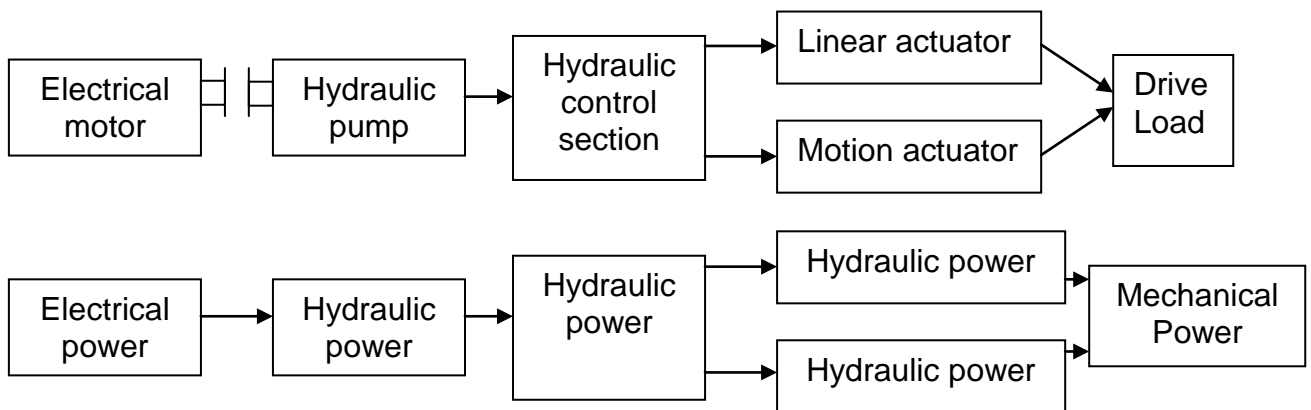 Electrical
motor
Hydraulic
pump
Hydraulic
control
section
Linear actuator
Motion actuator
Drive
Load
Electrical
power
Hydraulic
power
Hydraulic
power
Hydraulic power
Hydraulic power
Mechanical
Power